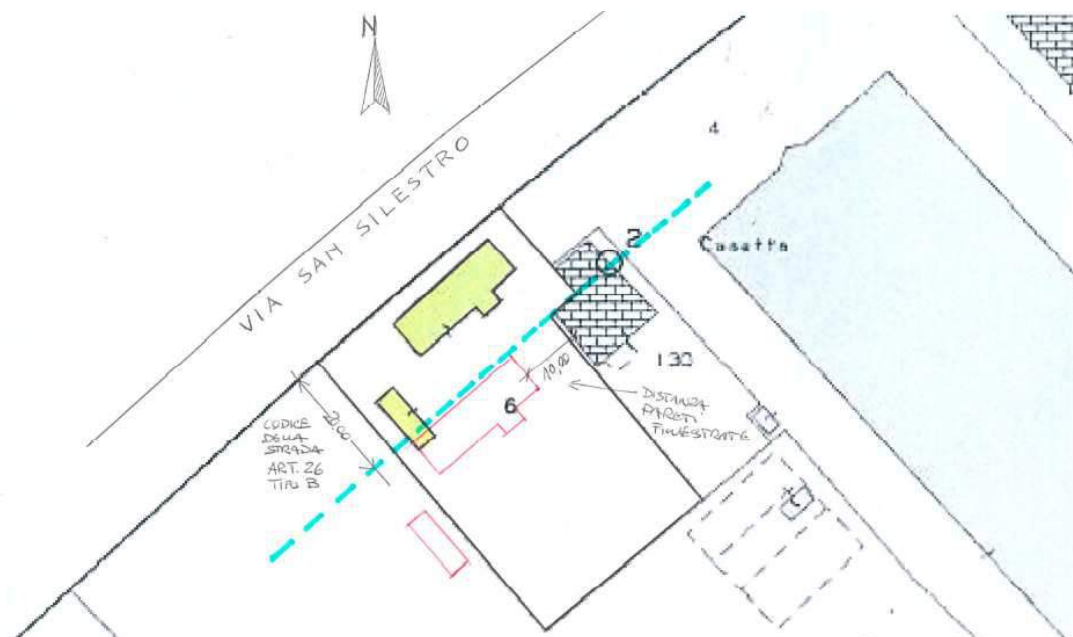 N
VIA SAN SILESTRO
4
2
Casetta
130
6
10,00
DISTANZA
PARETI
FINESTRATE
20,00
CODICE
DELLA
STRADA
ART. 26
TIPO B